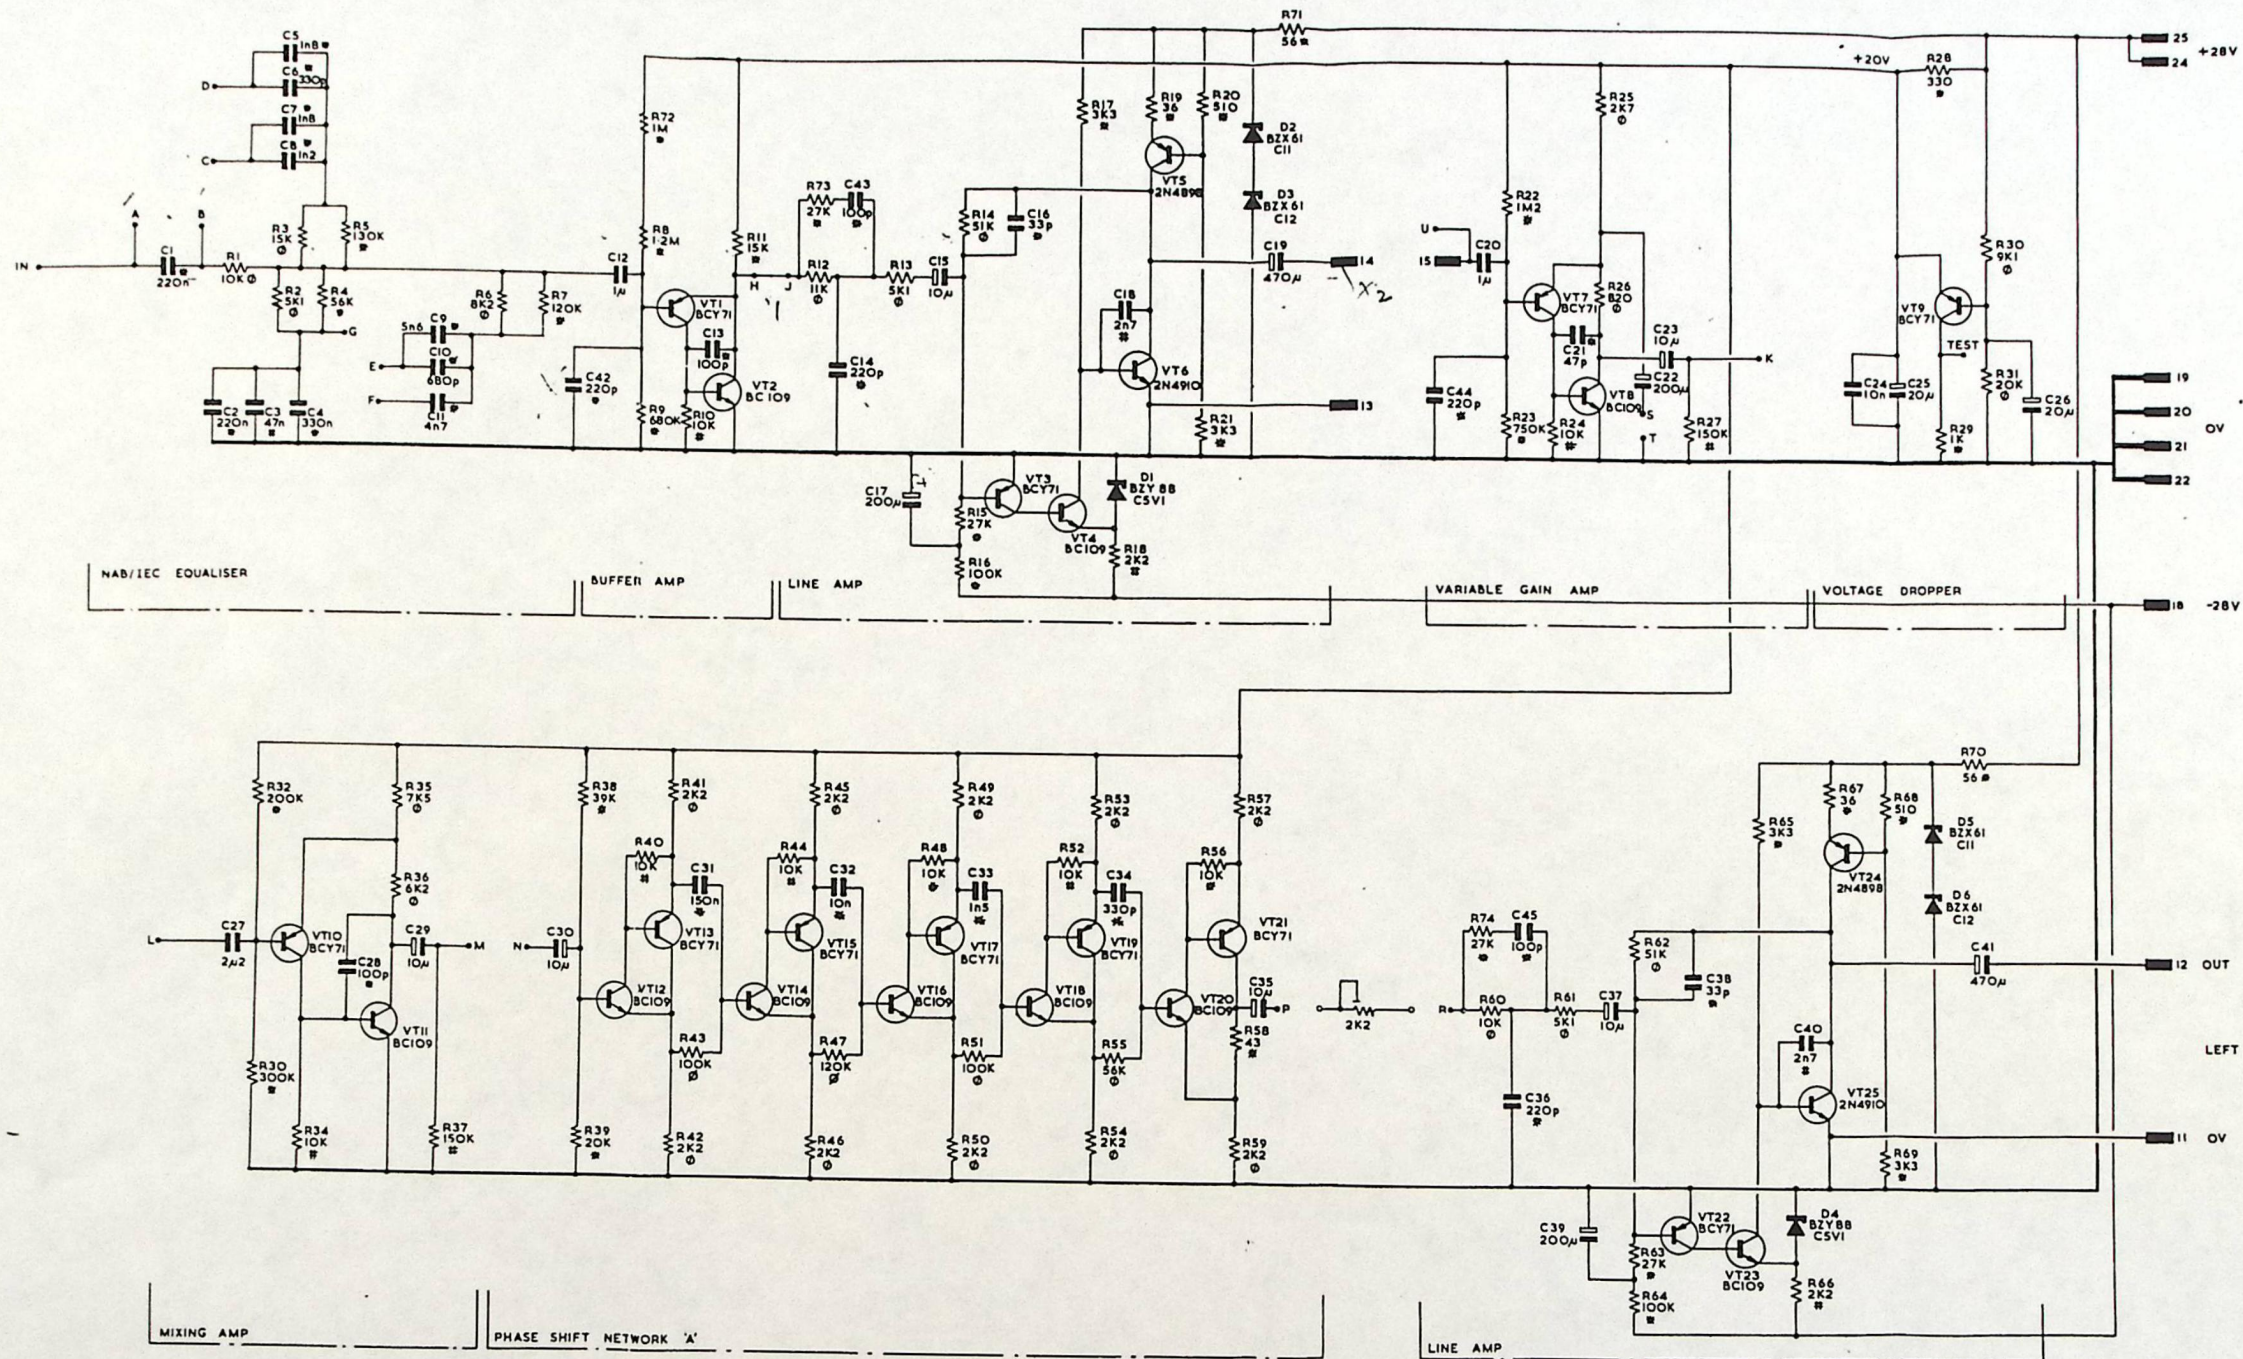 R71
56
25
24
+28V
C5
1n8
C6
330p
D
C7
1n8
C8
1n2
C
R72
1M
R17
3K3
R19
36
R20
510
D2
BZX61
C11
VT5
2N4898
D3
BZX61
C12
R25
2K7
∅
+20V
R28
330
A
B
IN
C1
220n
R1
10K ∅
R3
15K
∅
R5
130K
R2
5K1
∅
R4
56K
G
R6
8K2
∅
R7
120K
C9
5n6
C10
680p
E
F
C11
4n7
C2
220n
C3
47n
C4
330n
C12
1µ
R8
1.2M
R11
15K
VT1
BCY71
C13
100p
VT2
BC109
C42
220p
R9
680K
R10
10K
#
H
J
R73
27K
C43
100p
R12
11K
∅
R13
5K1
∅
C15
10µ
C14
220p
R14
51K
∅
C16
33p
C19
470µ
14
X2
C18
2n7
#
VT6
2N4910
13
R21
3K3
U
15
C20
1µ
R22
1M2
VT7
BCY71
R26
820
∅
C21
47p
C23
10µ
K
C22
200µ
S
T
VT8
BC109
C44
220p
R23
750K
R24
10K
#
R27
150K
#
R30
9K1
∅
VT9
BCY71
TEST
C24
10n
C25
20µ
R31
20K
∅
R29
1K
C26
20µ
19
20
21
22
0V
C17
200µ
R15
27K
R16
100K
VT3
BCY71
VT4
BC109
D1
BZY88
C5V1
R18
2K2
#
18
-28V
NAB/IEC EQUALISER
BUFFER AMP
LINE AMP
VARIABLE GAIN AMP
VOLTAGE DROPPER
R32
200K
R35
7K5
∅
R36
6K2
∅
L
C27
2µ2
VT10
BCY71
C28
100p
C29
10µ
M
VT11
BC109
R30
300K
R34
10K
#
R37
150K
#
R38
39K
N
C30
10µ
R39
20K
R41
2K2
∅
R40
10K
#
C31
150n
VT13
BCY71
VT12
BC109
R43
100K
∅
R42
2K2
∅
R45
2K2
∅
R44
10K
#
C32
10n
VT15
BCY71
VT14
BC109
R47
120K
∅
R46
2K2
∅
R49
2K2
∅
R48
10K
C33
1n5
VT17
BCY71
VT16
BC109
R51
100K
∅
R50
2K2
∅
R53
2K2
∅
R52
10K
#
C34
330p
VT19
BCY71
VT18
BC109
R55
56K
∅
R54
2K2
∅
R57
2K2
∅
R56
10K
VT21
BCY71
VT20
BC109
C35
10µ
P
R58
43
R59
2K2
∅
2K2
R
R74
27K
C45
100p
R60
10K
∅
R61
5K1
∅
C37
10µ
C36
220p
R62
51K
∅
C38
33p
R65
3K3
R67
36
R68
510
R70
56
D5
BZX61
C11
VT24
2N4898
D6
BZX61
C12
C41
470µ
12 OUT
C40
2n7
#
LEFT
VT25
2N4910
11 0V
R69
3K3
C39
200µ
VT22
BCY71
D4
BZY88
C5V1
R63
27K
VT23
BC109
R64
100K
R66
2K2
#
MIXING AMP
PHASE SHIFT NETWORK 'A'
LINE AMP